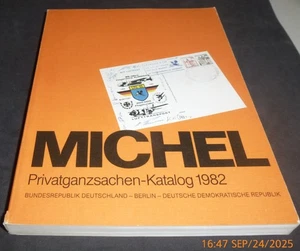 MICHEL
Privatganzsachen-Katalog 1982
BUNDESREPUBLIK DEUTSCHLAND – BERLIN – DEUTSCHE DEMOKRATISCHE REPUBLIK
16:47 SEP/24/2025